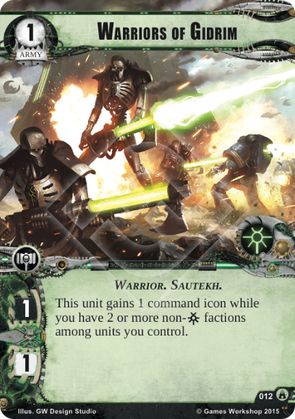 1
ARMY
WARRIORS OF GIDRIM
WARRIOR. SAUTEKH.
This unit gains 1 command icon while
you have 2 or more non- factions
among units you control.
1
1
012
Illus. GW Design Studio
© Games Workshop 2015